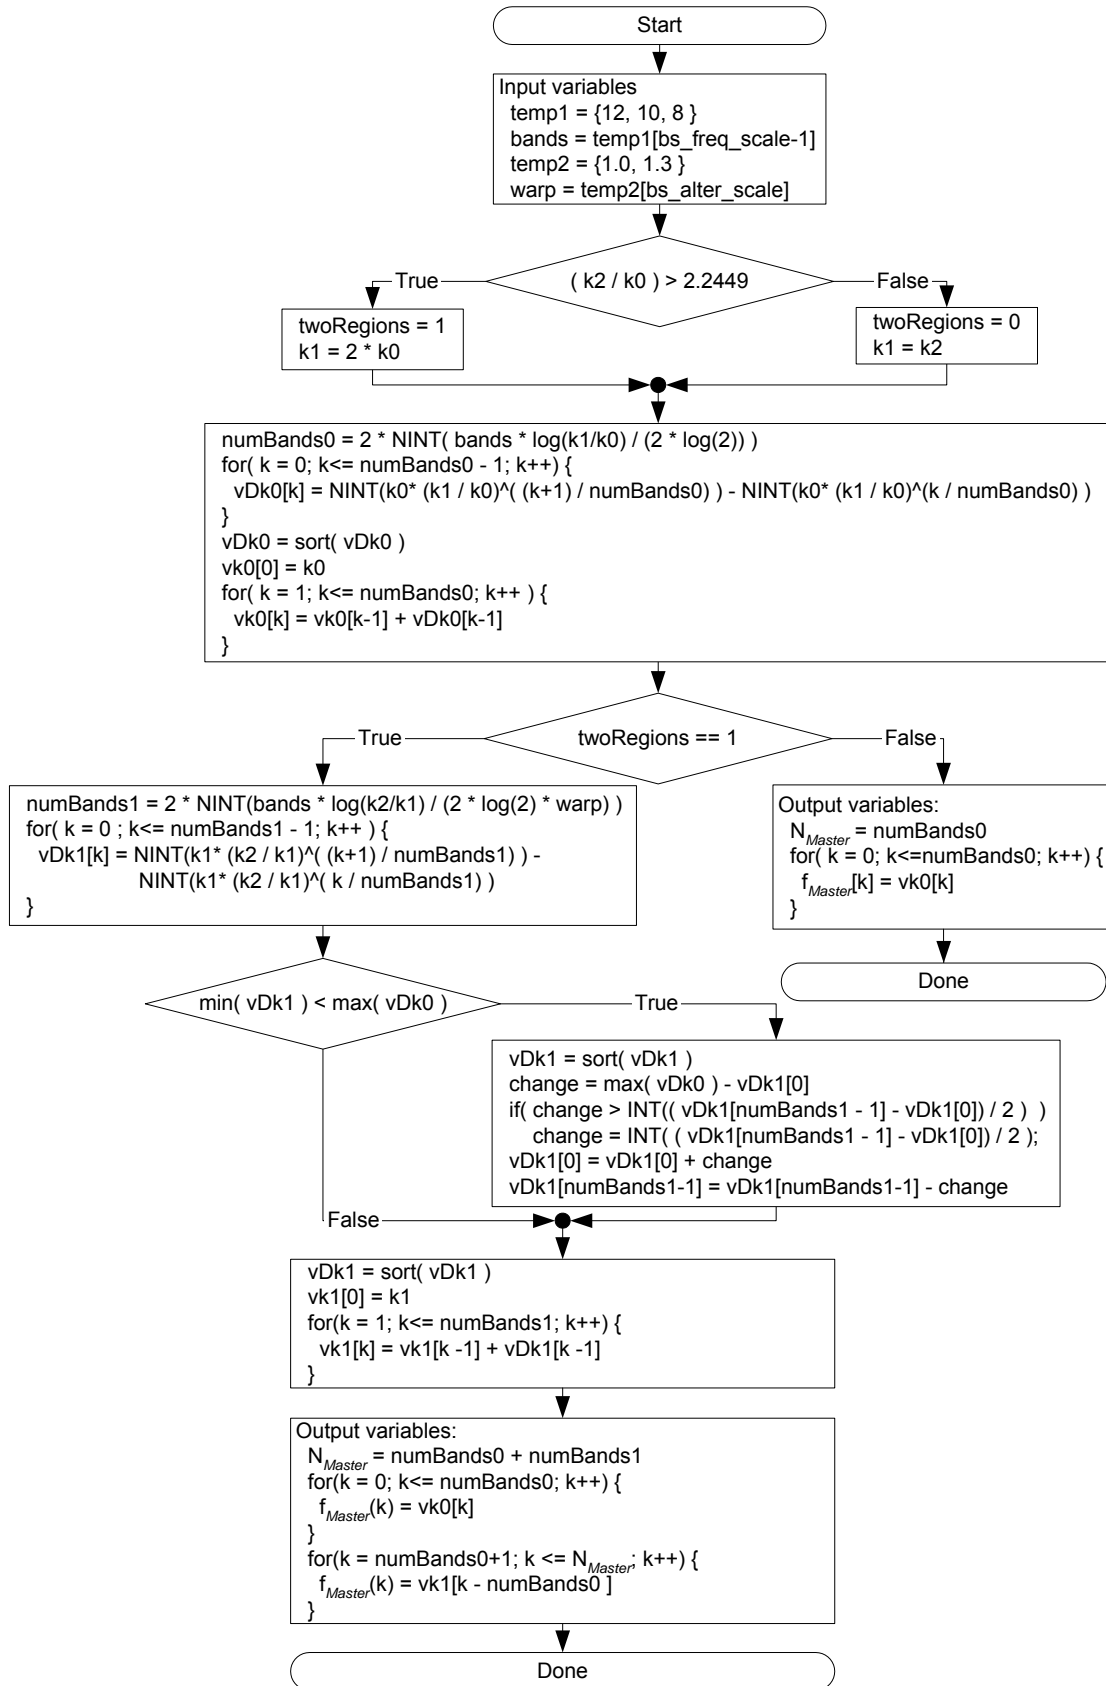 Start
Input variables
temp1 = {12, 10, 8 }
bands = temp1[bs_freq_scale-1]
temp2 = {1.0, 1.3 }
warp = temp2[bs_alter_scale]
True
( k2 / k0 ) > 2.2449
False
twoRegions = 1
k1 = 2 * k0
twoRegions = 0
k1 = k2
numBands0 = 2 * NINT( bands * log(k1/k0) / (2 * log(2)) )
for( k = 0; k<= numBands0 - 1; k++) {
vDk0[k] = NINT(k0* (k1 / k0)^( (k+1) / numBands0) ) - NINT(k0* (k1 / k0)^(k / numBands0) )
}
vDk0 = sort( vDk0 )
vk0[0] = k0
for( k = 1; k<= numBands0; k++ ) {
vk0[k] = vk0[k-1] + vDk0[k-1]
}
True
twoRegions == 1
False
numBands1 = 2 * NINT(bands * log(k2/k1) / (2 * log(2) * warp) )
for( k = 0 ; k<= numBands1 - 1; k++ ) {
vDk1[k] = NINT(k1* (k2 / k1)^( (k+1) / numBands1) ) -
NINT(k1* (k2 / k1)^( k / numBands1) )
}
Output variables:
N_Master = numBands0
for( k = 0; k<=numBands0; k++) {
f_Master[k] = vk0[k]
}
Done
min( vDk1 ) < max( vDk0 )
True
vDk1 = sort( vDk1 )
change = max( vDk0 ) - vDk1[0]
if( change > INT(( vDk1[numBands1 - 1] - vDk1[0]) / 2 ) )
change = INT( ( vDk1[numBands1 - 1] - vDk1[0]) / 2 );
vDk1[0] = vDk1[0] + change
vDk1[numBands1-1] = vDk1[numBands1-1] - change
False
vDk1 = sort( vDk1 )
vk1[0] = k1
for(k = 1; k<= numBands1; k++) {
vk1[k] = vk1[k -1] + vDk1[k -1]
}
Output variables:
N_Master = numBands0 + numBands1
for(k = 0; k<= numBands0; k++) {
f_Master(k) = vk0[k]
}
for(k = numBands0+1; k <= N_Master; k++) {
f_Master(k) = vk1[k - numBands0 ]
}
Done